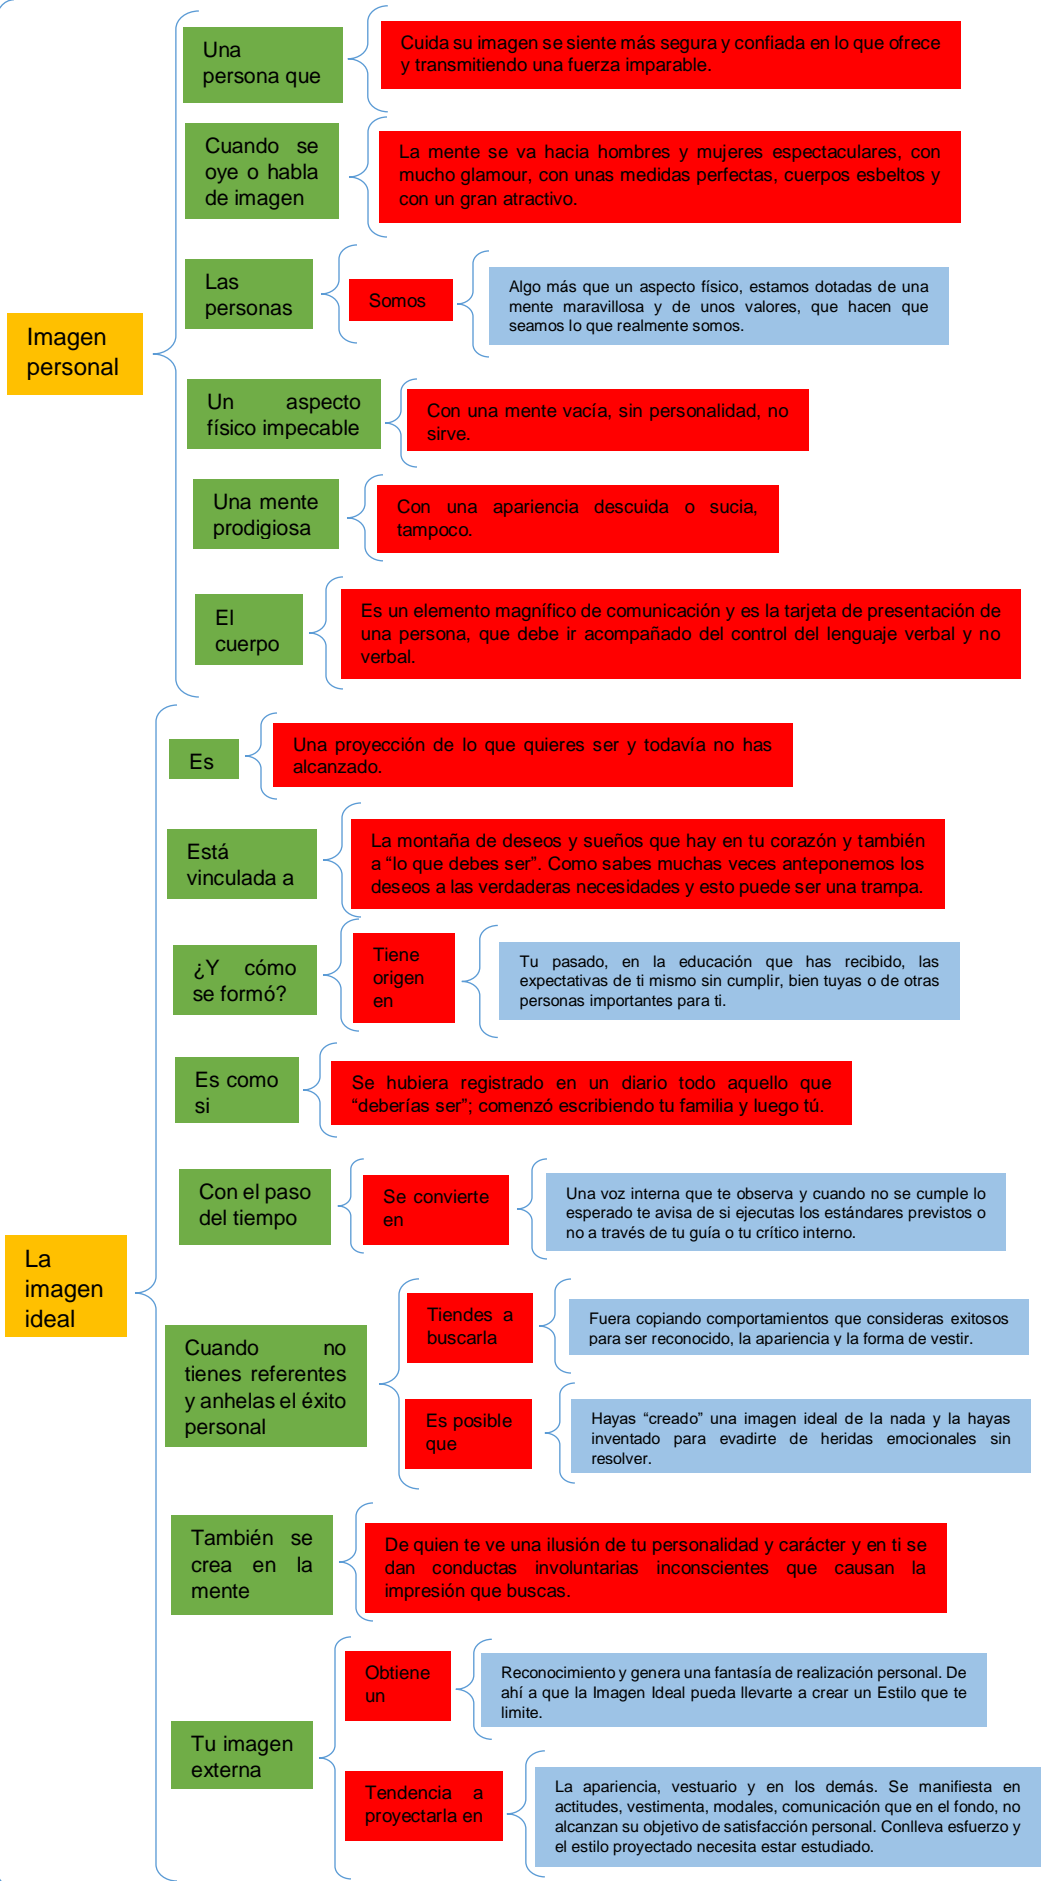 Imagen
personal
Una
persona que
Cuida su imagen se siente más segura y confiada en lo que ofrece
y transmitiendo una fuerza imparable.
Cuando se
oye o habla
de imagen
La mente se va hacia hombres y mujeres espectaculares, con
mucho glamour, con unas medidas perfectas, cuerpos esbeltos y
con un gran atractivo.
Las
personas
Somos
Algo más que un aspecto físico, estamos dotadas de una
mente maravillosa y de unos valores, que hacen que
seamos lo que realmente somos.
Un aspecto
físico impecable
Con una mente vacía, sin personalidad, no
sirve.
Una mente
prodigiosa
Con una apariencia descuida o sucia,
tampoco.
El
cuerpo
Es un elemento magnífico de comunicación y es la tarjeta de presentación de
una persona, que debe ir acompañado del control del lenguaje verbal y no
verbal.
La
imagen
ideal
Es
Una proyección de lo que quieres ser y todavía no has
alcanzado.
Está
vinculada a
La montaña de deseos y sueños que hay en tu corazón y también
a “lo que debes ser”. Como sabes muchas veces anteponemos los
deseos a las verdaderas necesidades y esto puede ser una trampa.
¿Y cómo
se formó?
Tiene
origen
en
Tu pasado, en la educación que has recibido, las
expectativas de ti mismo sin cumplir, bien tuyas o de otras
personas importantes para ti.
Es como
si
Se hubiera registrado en un diario todo aquello que
“deberías ser”; comenzó escribiendo tu familia y luego tú.
Con el paso
del tiempo
Se convierte
en
Una voz interna que te observa y cuando no se cumple lo
esperado te avisa de si ejecutas los estándares previstos o
no a través de tu guía o tu crítico interno.
Cuando no
tienes referentes
y anhelas el éxito
personal
Tiendes a
buscarla
Fuera copiando comportamientos que consideras exitosos
para ser reconocido, la apariencia y la forma de vestir.
Es posible
que
Hayas “creado” una imagen ideal de la nada y la hayas
inventado para evadirte de heridas emocionales sin
resolver.
También se
crea en la
mente
De quien te ve una ilusión de tu personalidad y carácter y en ti se
dan conductas involuntarias inconscientes que causan la
impresión que buscas.
Tu imagen
externa
Obtiene
un
Reconocimiento y genera una fantasía de realización personal. De
ahí a que la Imagen Ideal pueda llevarte a crear un Estilo que te
limite.
Tendencia a
proyectarla en
La apariencia, vestuario y en los demás. Se manifiesta en
actitudes, vestimenta, modales, comunicación que en el fondo, no
alcanzan su objetivo de satisfacción personal. Conlleva esfuerzo y
el estilo proyectado necesita estar estudiado.